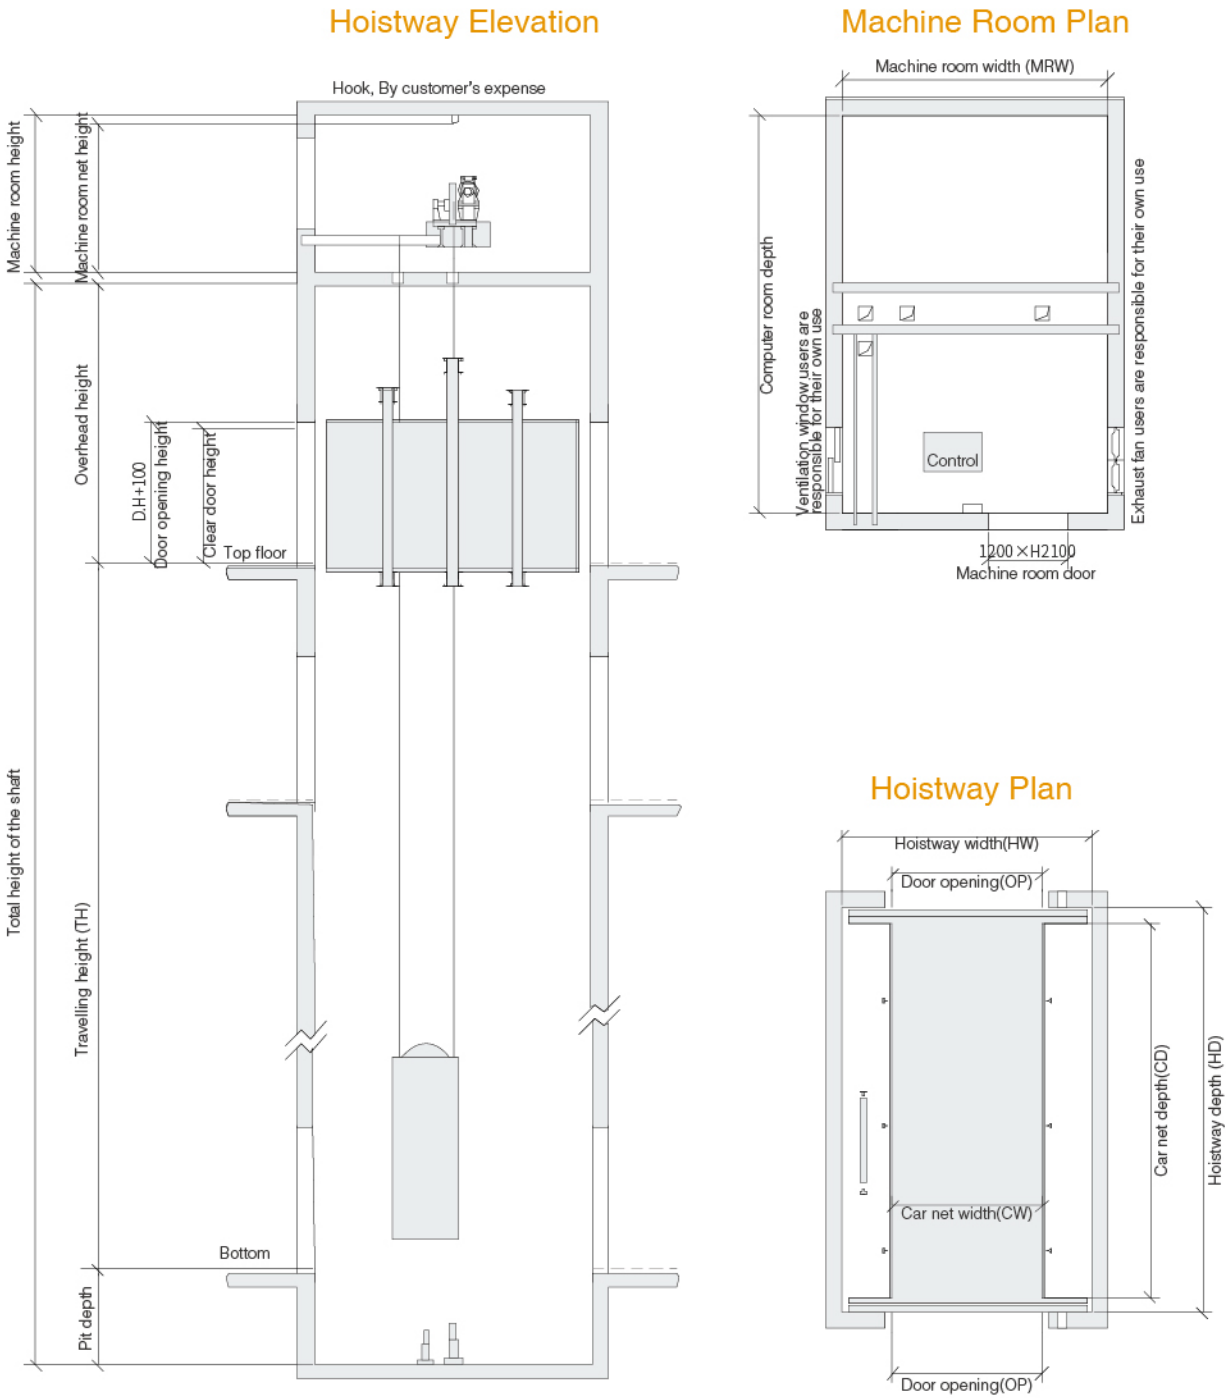 Hoistway Elevation
Hook, By customer's expense
Machine room height
Machine room net height
Overhead height
D.H+100
Door opening height
Clear door height
Top floor
Total height of the shaft
Travelling height (TH)
Bottom
Pit depth
Machine Room Plan
Machine room width (MRW)
Computer room depth
Ventilation window users are
responsible for their own use
Exhaust fan users are responsible for their own use
Control
1200×H2100
Machine room door
Hoistway Plan
Hoistway width(HW)
Door opening(OP)
Car net depth(CD)
Hoistway depth (HD)
Car net width(CW)
Door opening(OP)